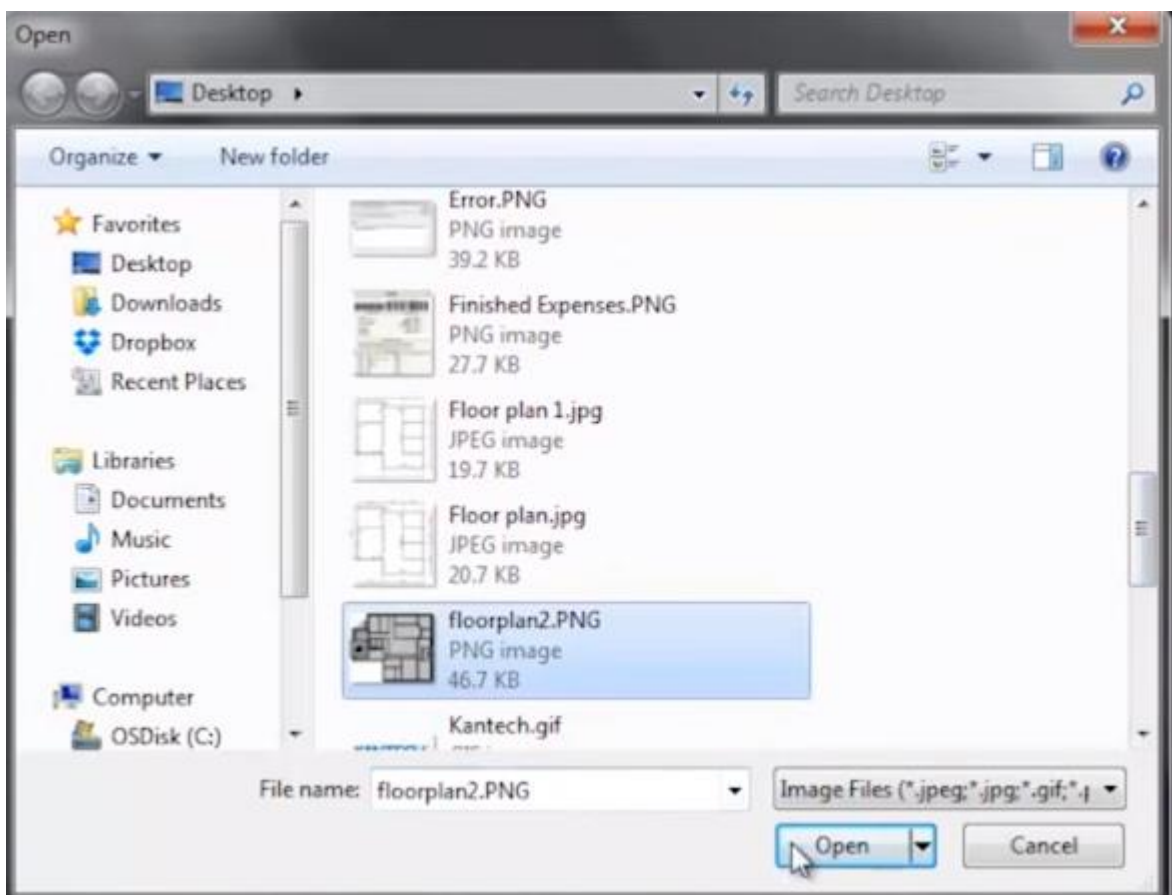 Open
Desktop
Search Desktop
Organize
New folder
Favorites
Desktop
Downloads
Dropbox
Recent Places
Libraries
Documents
Music
Pictures
Videos
Computer
OSDisk (C:)
Error.PNG
PNG image
39.2 KB
Finished Expenses.PNG
PNG image
27.7 KB
Floor plan 1.jpg
JPEG image
19.7 KB
Floor plan.jpg
JPEG image
20.7 KB
floorplan2.PNG
PNG image
46.7 KB
Kantech.gif
File name: floorplan2.PNG
Image Files (*.jpeg;*.jpg;*.gif;*.p
Open
Cancel